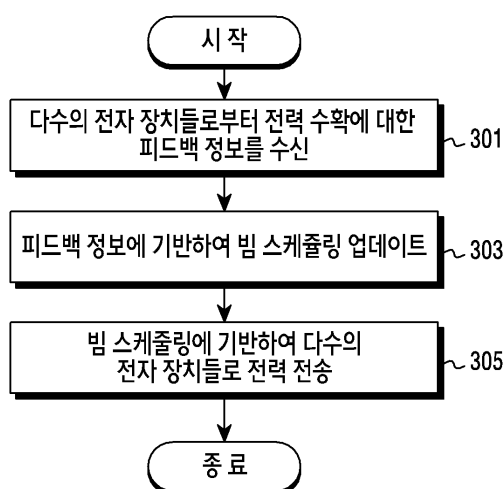 시작
다수의 전자 장치들로부터 전력 수확에 대한
피드백 정보를 수신
301
피드백 정보에 기반하여 빔 스케쥴링 업데이트
303
빔 스케줄링에 기반하여 다수의
전자 장치들로 전력 전송
305
종료